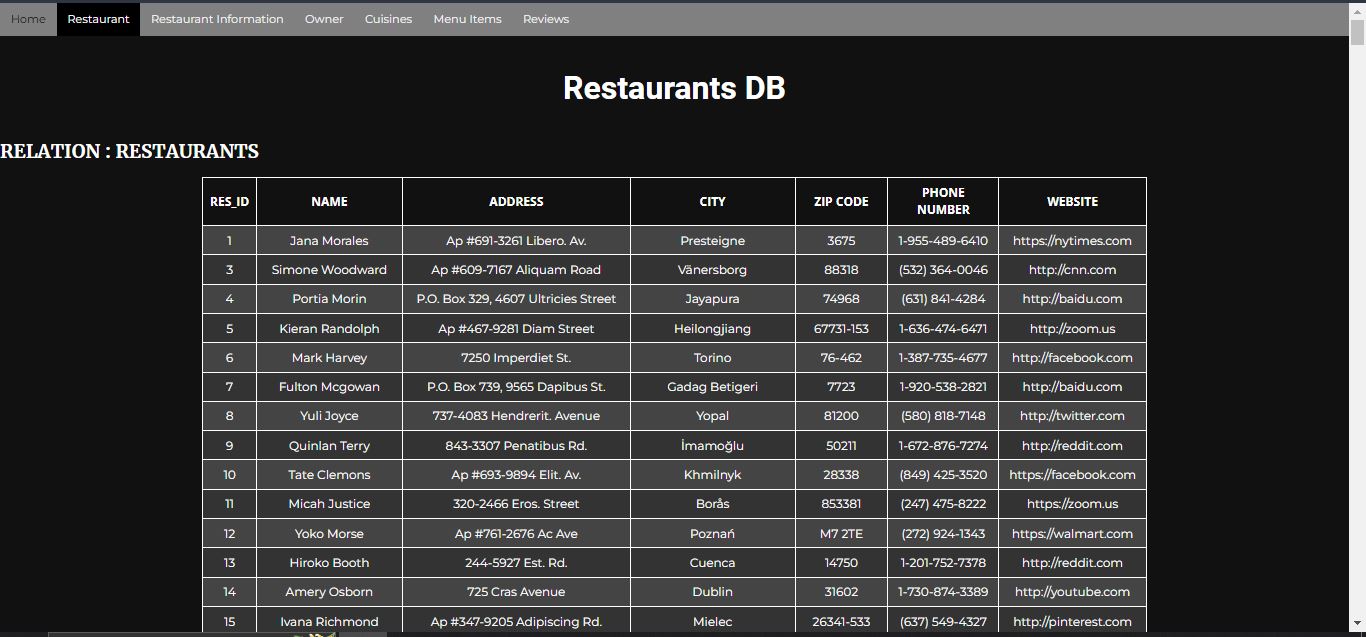 Home Restaurant Restaurant Information Owner Cuisines Menu Items Reviews
Restaurants DB
RELATION : RESTAURANTS
RES_ID NAME ADDRESS CITY ZIP CODE PHONE NUMBER WEBSITE
1 Jana Morales Ap #691-3261 Libero. Av. Presteigne 3675 1-955-489-6410 https://nytimes.com
3 Simone Woodward Ap #609-7167 Aliquam Road Vänersborg 88318 (532) 364-0046 http://cnn.com
4 Portia Morin P.O. Box 329, 4607 Ultricies Street Jayapura 74968 (631) 841-4284 http://baidu.com
5 Kieran Randolph Ap #467-9281 Diam Street Heilongjiang 67731-153 1-636-474-6471 http://zoom.us
6 Mark Harvey 7250 Imperdiet St. Torino 76-462 1-387-735-4677 http://facebook.com
7 Fulton Mcgowan P.O. Box 739, 9565 Dapibus St. Gadag Betigeri 7723 1-920-538-2821 http://baidu.com
8 Yuli Joyce 737-4083 Hendrerit. Avenue Yopal 81200 (580) 818-7148 http://twitter.com
9 Quinlan Terry 843-3307 Penatibus Rd. İmamoğlu 50211 1-672-876-7274 http://reddit.com
10 Tate Clemons Ap #693-9894 Elit. Av. Khmilnyk 28338 (849) 425-3520 https://facebook.com
11 Micah Justice 320-2466 Eros. Street Borås 853381 (247) 475-8222 https://zoom.us
12 Yoko Morse Ap #761-2676 Ac Ave Poznań M7 2TE (272) 924-1343 https://walmart.com
13 Hiroko Booth 244-5927 Est. Rd. Cuenca 14750 1-201-752-7378 http://reddit.com
14 Amery Osborn 725 Cras Avenue Dublin 31602 1-730-874-3389 http://youtube.com
15 Ivana Richmond Ap #347-9205 Adipiscing Rd. Mielec 26341-533 (637) 549-4327 http://pinterest.com